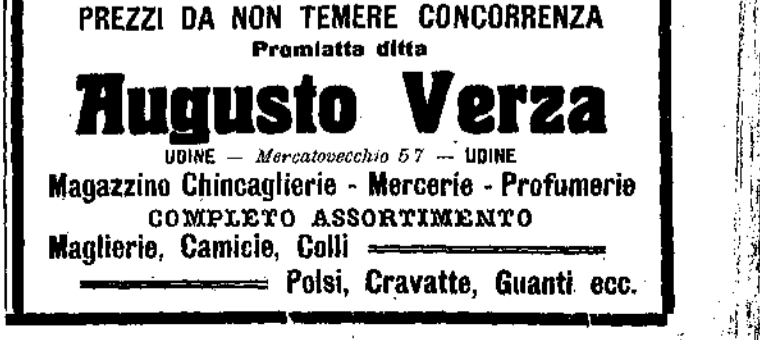 PREZZI DA NON TEMERE CONCORRENZA
Promiatta ditta
Augusto Verza
UDINE — Mercatovecchio 57 — UDINE
Magazzino Chincaglierie - Mercerie - Profumerie
COMPLETO ASSORTIMENTO
Maglierie, Camicie, Colli
Polsi, Cravatte, Guanti ecc.